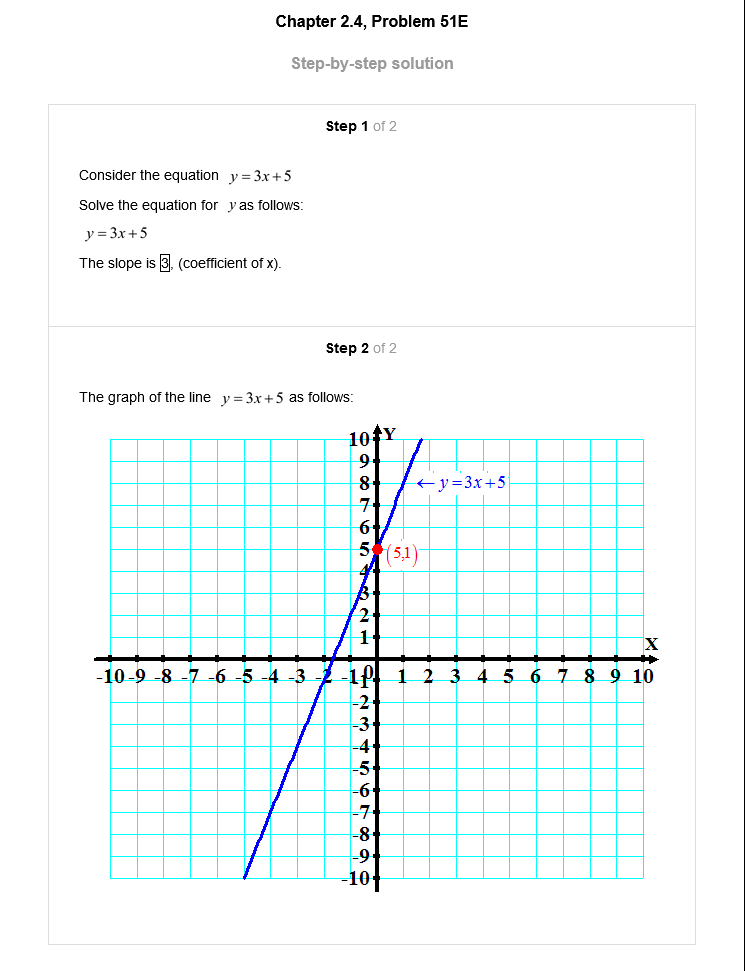 Chapter 2.4, Problem 51E
Step-by-step solution
Step 1 of 2
Consider the equation y = 3x + 5
Solve the equation for y as follows:
y = 3x + 5
The slope is 3, (coefficient of x).
Step 2 of 2
The graph of the line y = 3x + 5 as follows:
Y
10
9
8
← y = 3x + 5
7
6
5
(5,1)
4
3
2
1
X
-10 -9 -8 -7 -6 -5 -4 -3 -2 -1 0 1 2 3 4 5 6 7 8 9 10
-1
-2
-3
-4
-5
-6
-7
-8
-9
-10